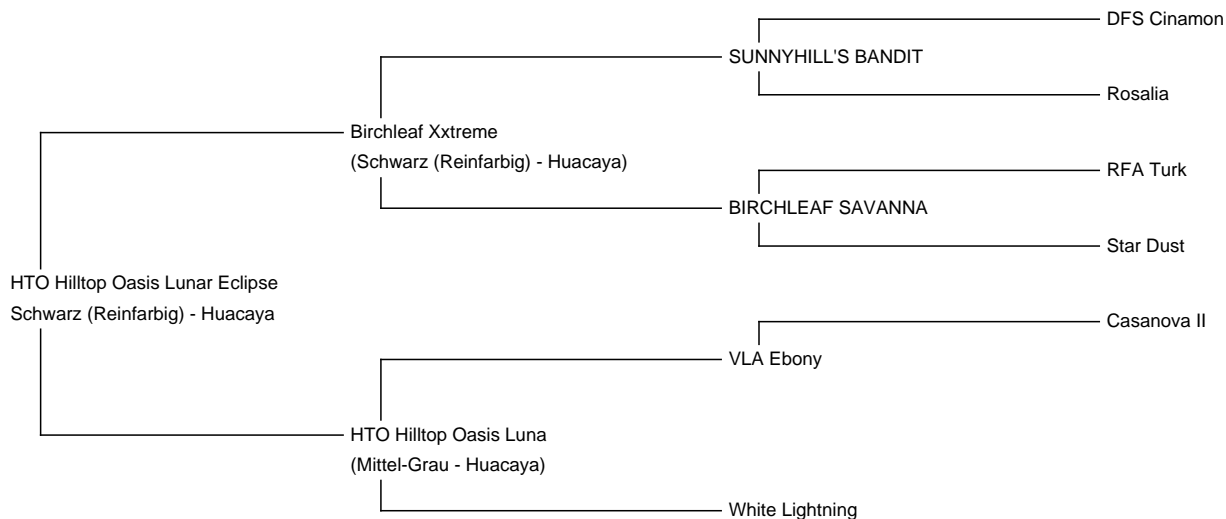 DFS Cinamon
SUNNYHILL'S BANDIT
Rosalia
Birchleaf Xxtreme
(Schwarz (Reinfarbig) - Huacaya)
RFA Turk
BIRCHLEAF SAVANNA
Star Dust
HTO Hilltop Oasis Lunar Eclipse
Schwarz (Reinfarbig) - Huacaya
Casanova II
VLA Ebony
HTO Hilltop Oasis Luna
(Mittel-Grau - Huacaya)
White Lightning